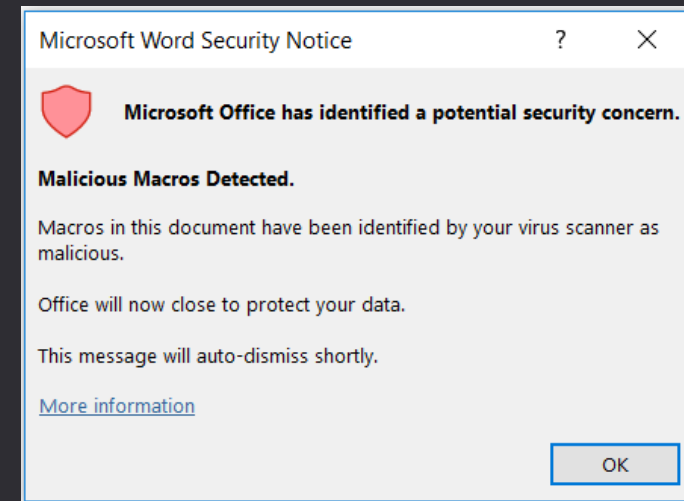 Microsoft Word Security Notice ? ×
Microsoft Office has identified a potential security concern.
Malicious Macros Detected.
Macros in this document have been identified by your virus scanner as
malicious.
Office will now close to protect your data.
This message will auto-dismiss shortly.
More information
OK